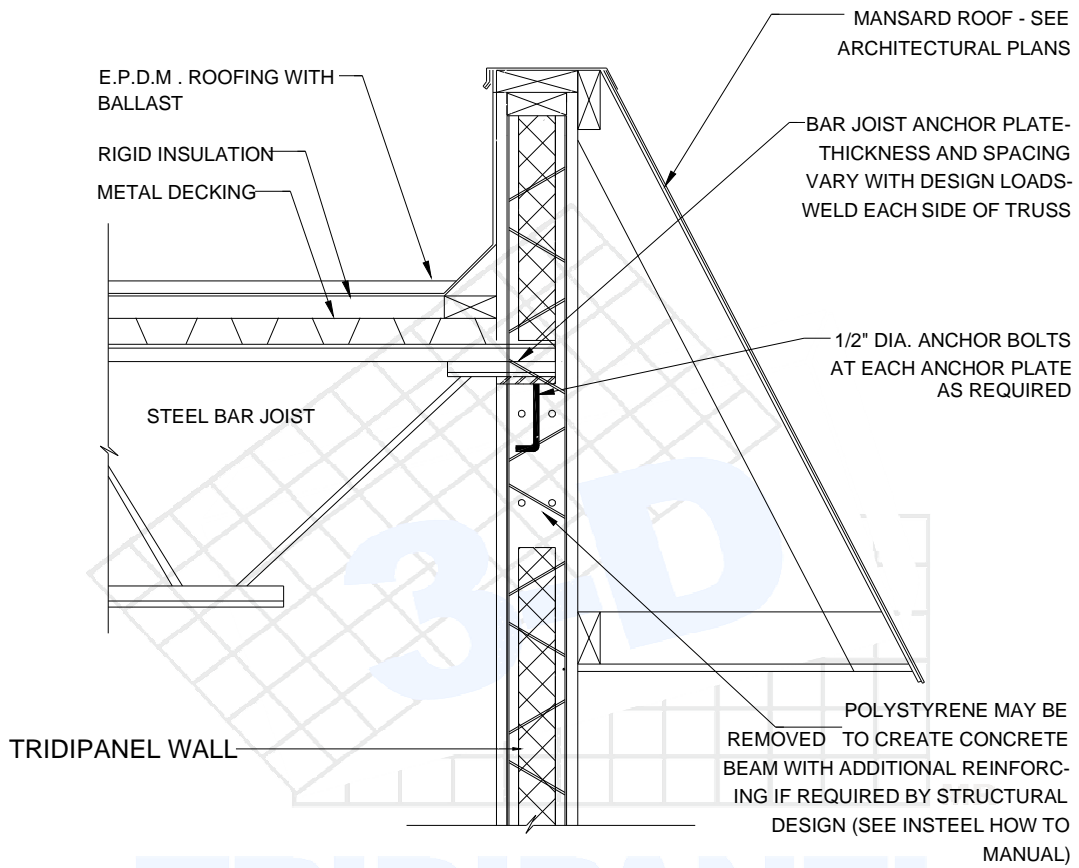 MANSARD ROOF - SEE
ARCHITECTURAL PLANS
E.P.D.M . ROOFING WITH
BALLAST
RIGID INSULATION
METAL DECKING
BAR JOIST ANCHOR PLATE-
THICKNESS AND SPACING
VARY WITH DESIGN LOADS-
WELD EACH SIDE OF TRUSS
1/2" DIA. ANCHOR BOLTS
AT EACH ANCHOR PLATE
AS REQUIRED
STEEL BAR JOIST
3-D
TRIDIPANEL WALL
POLYSTYRENE MAY BE
REMOVED TO CREATE CONCRETE
BEAM WITH ADDITIONAL REINFORC-
ING IF REQUIRED BY STRUCTURAL
DESIGN (SEE INSTEEL HOW TO
MANUAL)